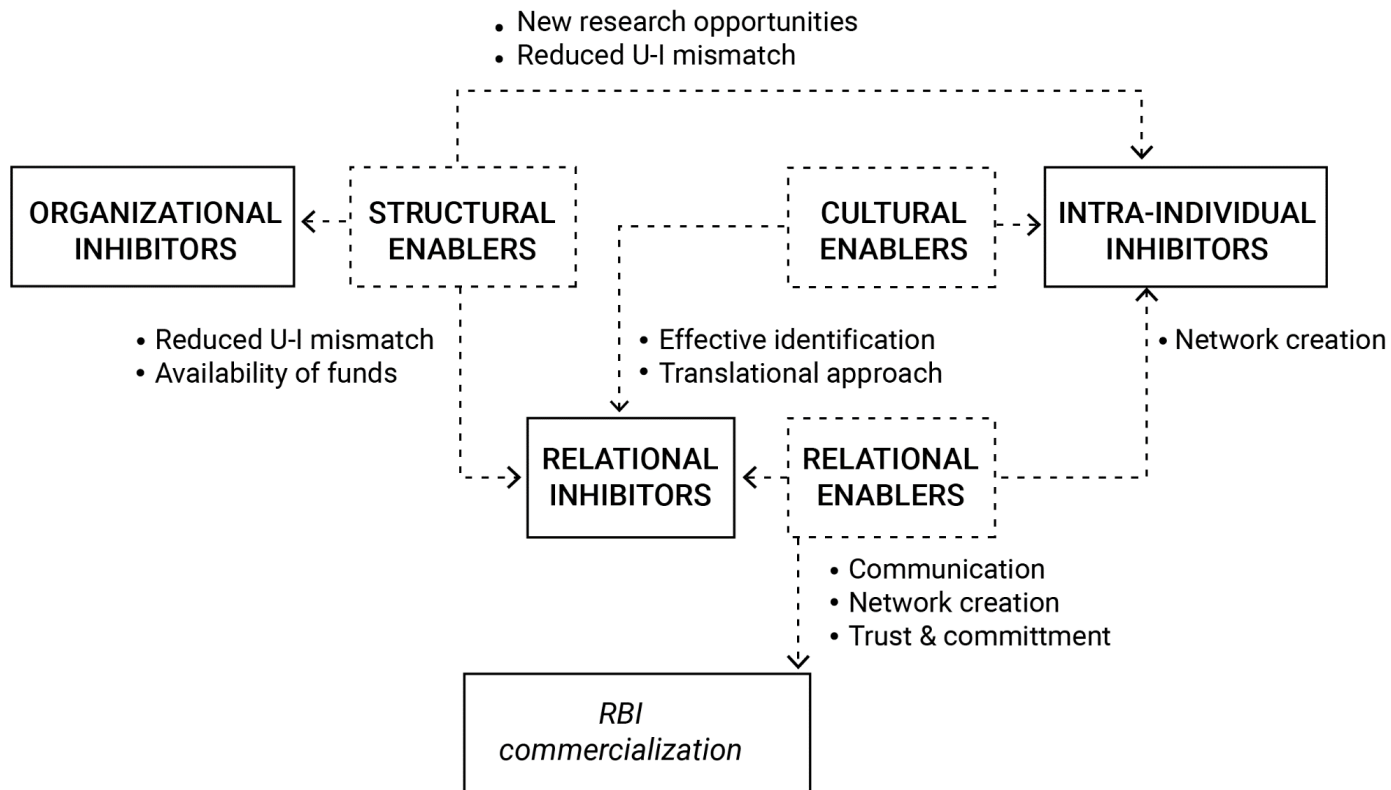 • New research opportunities
• Reduced U-I mismatch
ORGANIZATIONAL
INHIBITORS
STRUCTURAL
ENABLERS
CULTURAL
ENABLERS
INTRA-INDIVIDUAL
INHIBITORS
• Reduced U-I mismatch
• Availability of funds
• Effective identification
• Translational approach
• Network creation
RELATIONAL
INHIBITORS
RELATIONAL
ENABLERS
• Communication
• Network creation
• Trust & committment
RBI
commercialization